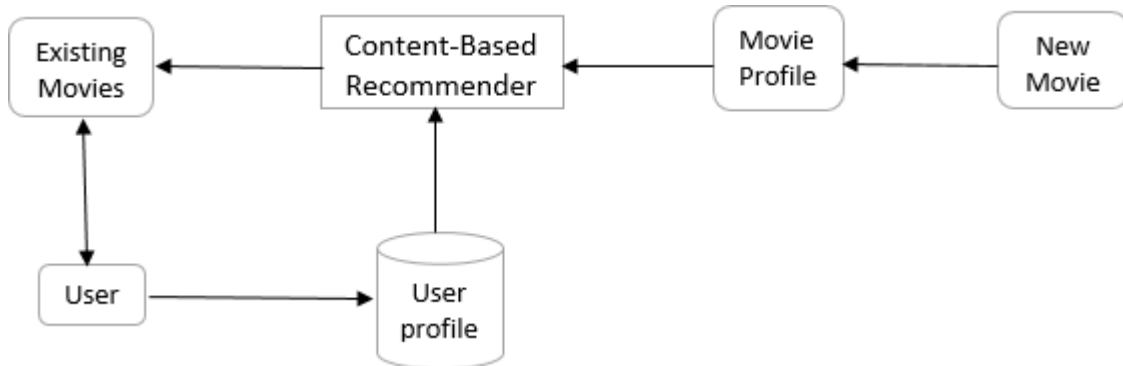 Existing
Movies
Content-Based
Recommender
Movie
Profile
New
Movie
User
User
profile